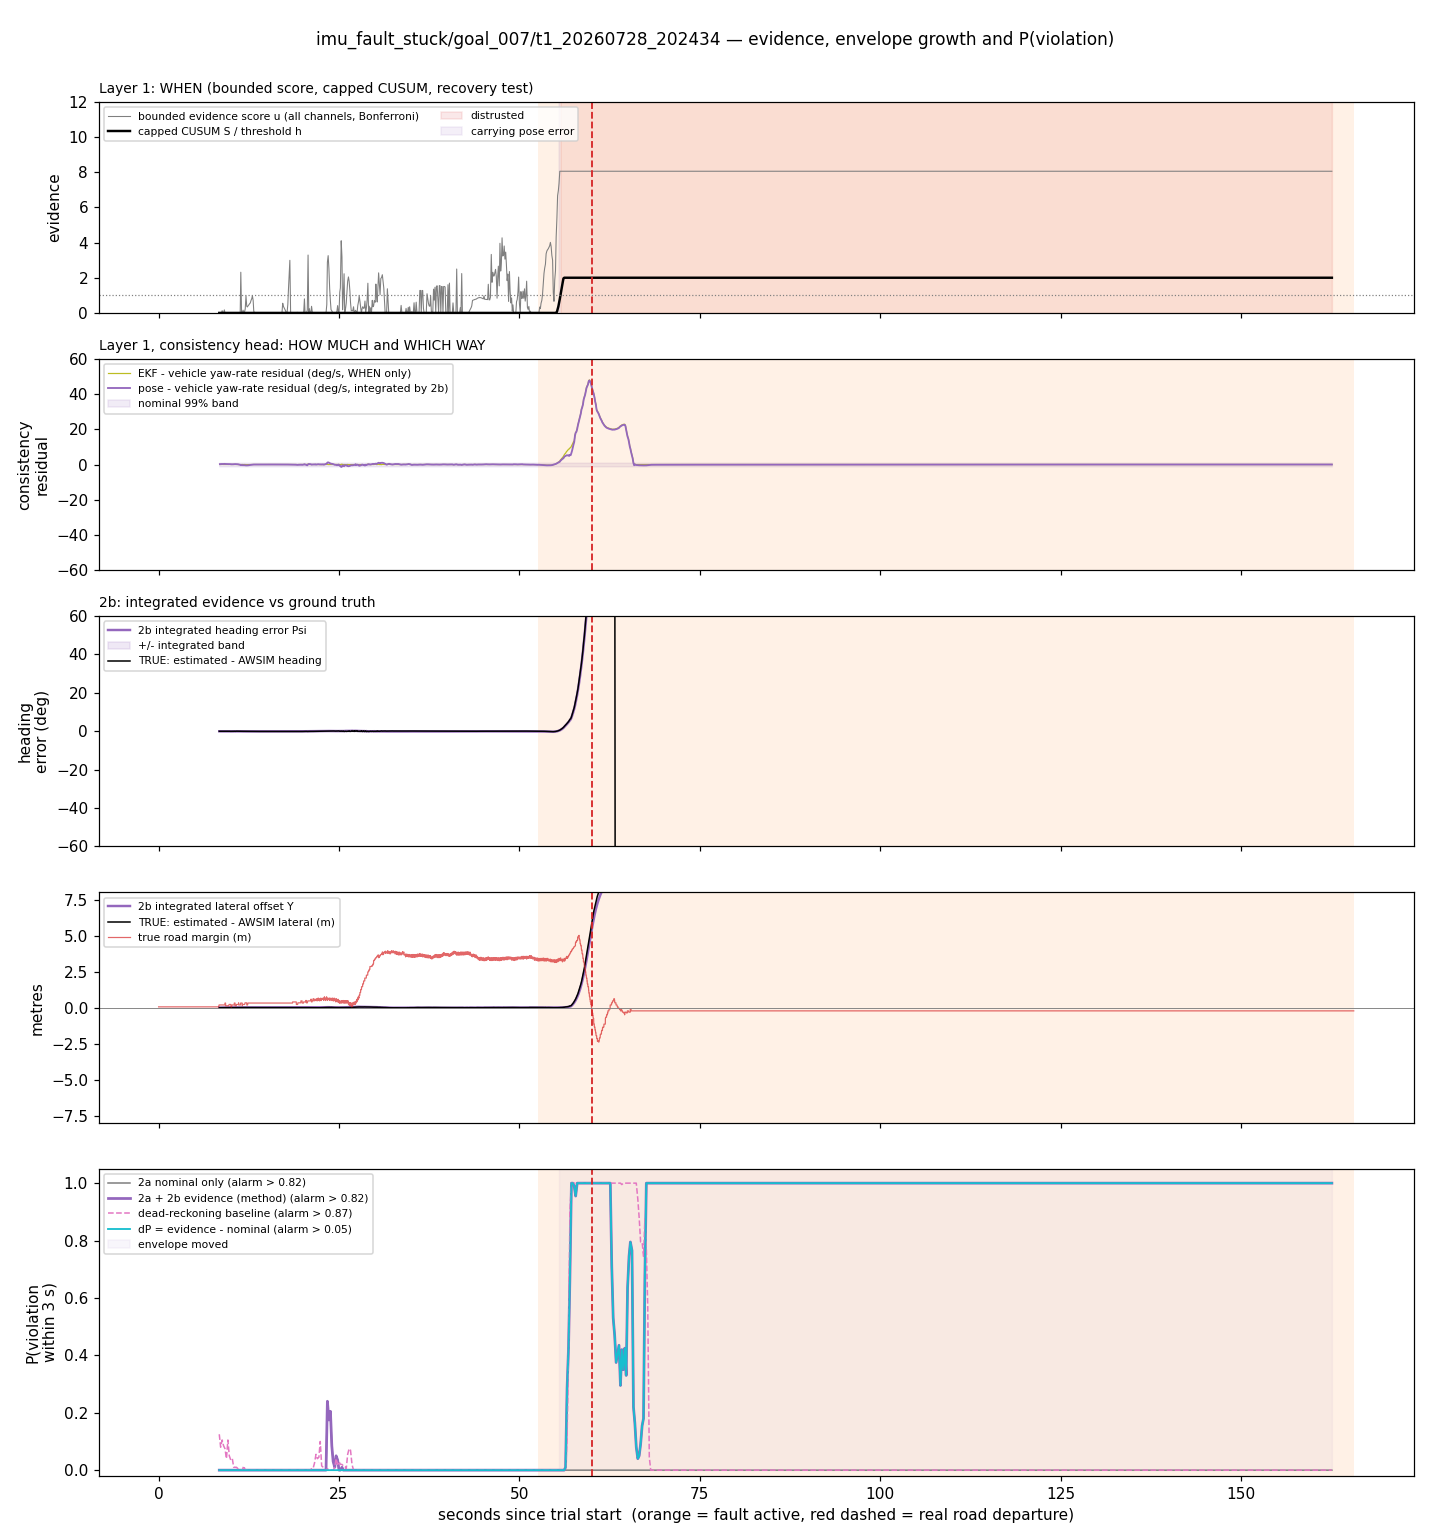 imu_fault_stuck/goal_007/t1_20260728_202434 — evidence, envelope growth and P(violation)
Layer 1: WHEN (bounded score, capped CUSUM, recovery test)
bounded evidence score u (all channels, Bonferroni)
capped CUSUM S / threshold h
distrusted
carrying pose error
evidence
12
10
8
6
4
2
0
Layer 1, consistency head: HOW MUCH and WHICH WAY
EKF - vehicle yaw-rate residual (deg/s, WHEN only)
pose - vehicle yaw-rate residual (deg/s, integrated by 2b)
nominal 99% band
consistency
residual
60
40
20
0
−20
−40
−60
2b: integrated evidence vs ground truth
2b integrated heading error Psi
+/- integrated band
TRUE: estimated - AWSIM heading
heading
error (deg)
60
40
20
0
−20
−40
−60
2b integrated lateral offset Y
TRUE: estimated - AWSIM lateral (m)
true road margin (m)
metres
7.5
5.0
2.5
0.0
−2.5
−5.0
−7.5
2a nominal only (alarm > 0.82)
2a + 2b evidence (method) (alarm > 0.82)
dead-reckoning baseline (alarm > 0.87)
dP = evidence - nominal (alarm > 0.05)
envelope moved
P(violation
within 3 s)
1.0
0.8
0.6
0.4
0.2
0.0
0 25 50 75 100 125 150
seconds since trial start  (orange = fault active, red dashed = real road departure)